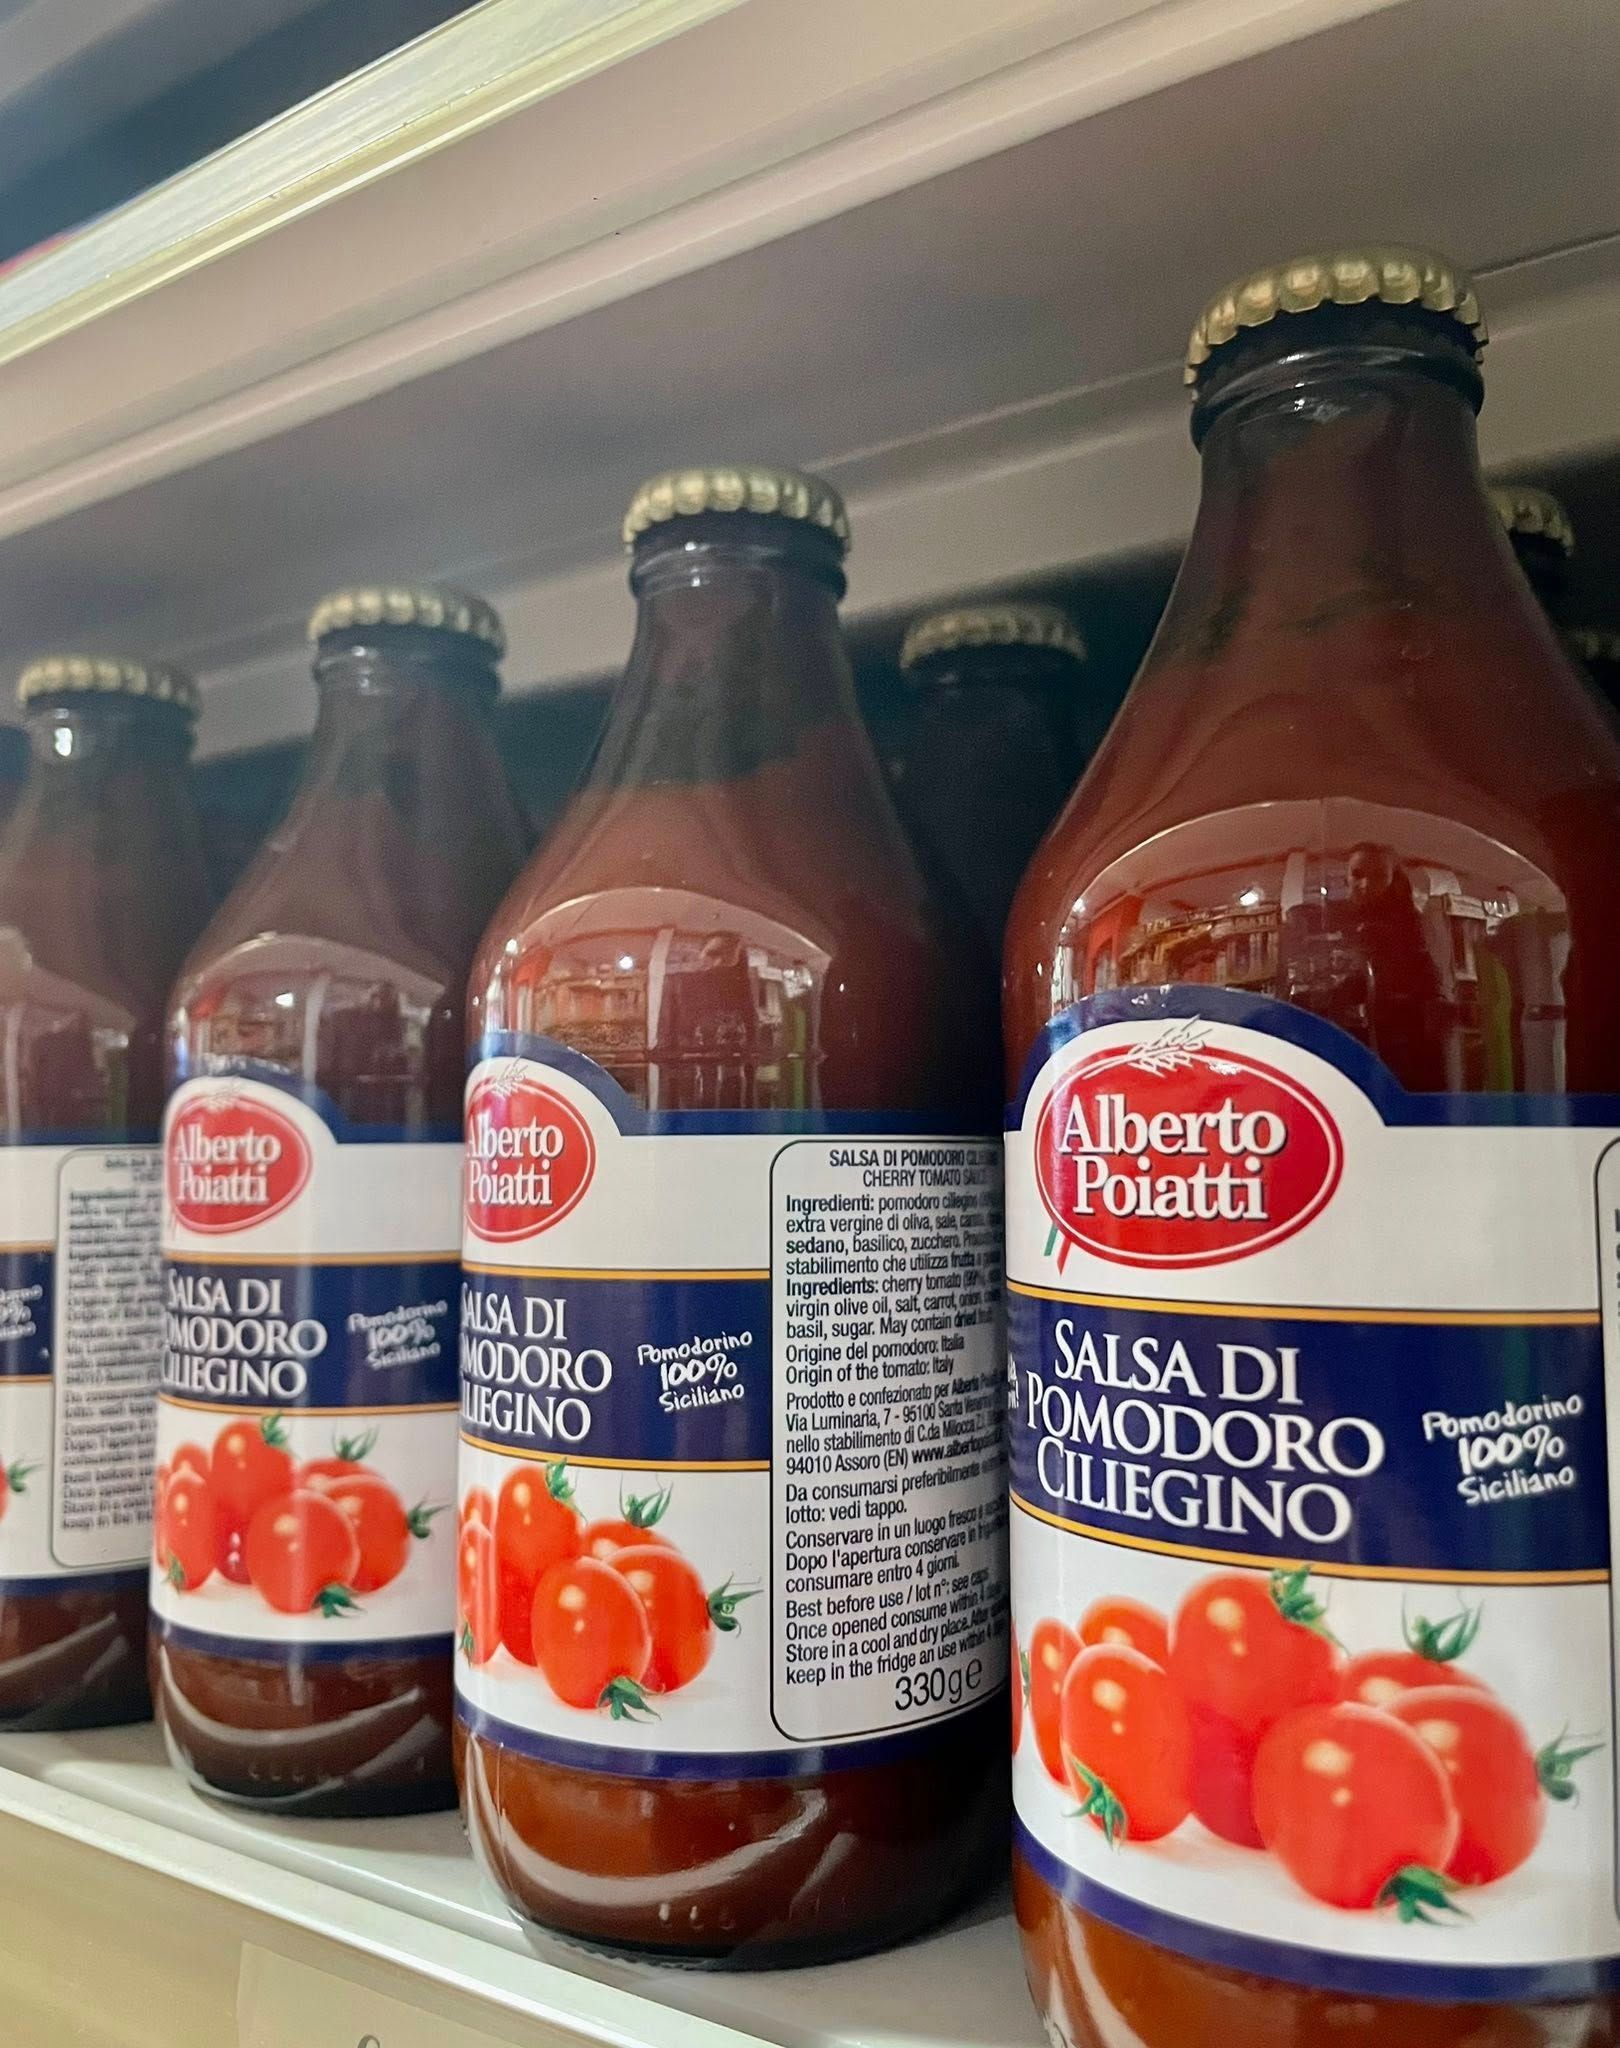 Alberto
Poiatti
SALSA DI
POMODORO
CILIEGINO
Pomodorino
100%
Siciliano
SALSA DI POMODORO
CHERRY TOMATO
Ingredienti: pomodoro ciliegino
extra vergine di oliva, sale,
sedano, basilico, zucchero.
stabilimento che utilizza frutta a
Ingredients: cherry tomato
virgin olive oil, salt, carrot,
basil, sugar. May contain dried
Origine del pomodoro: Italia
Origin of the tomato: Italy
Prodotto e confezionato per Alberto
Via Luminaria, 7 - 95100 Santa
nello stabilimento di C.da Milocca
94010 Assoro (EN)
Da consumarsi preferibilmente
lotto: vedi tappo.
Conservare in un luogo fresco e
Dopo l'apertura conservare in
consumare entro 4 giorni.
Best before use / lot n°: see
Once opened consume within 4
Store in a cool and dry place. After
keep in the fridge an use within 4
330g e
Alberto
Poiatti
SALSA DI
Pomodorino
100%
Siciliano
Alberto
Poiatti
SALSA DI
Pomodorino
100%
Siciliano